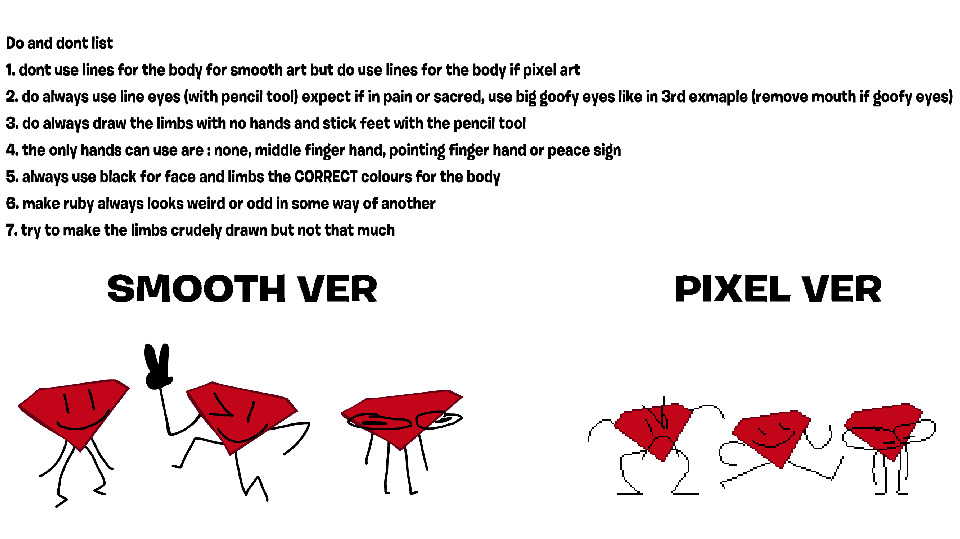 Do and dont list
1. dont use lines for the body for smooth art but do use lines for the body if pixel art
2. do always use line eyes (with pencil tool) expect if in pain or sacred, use big goofy eyes like in 3rd exmaple (remove mouth if goofy eyes)
3. do always draw the limbs with no hands and stick feet with the pencil tool
4. the only hands can use are : none, middle finger hand, pointing finger hand or peace sign
5. always use black for face and limbs the CORRECT colours for the body
6. make ruby always looks weird or odd in some way of another
7. try to make the limbs crudely drawn but not that much
SMOOTH VER
PIXEL VER